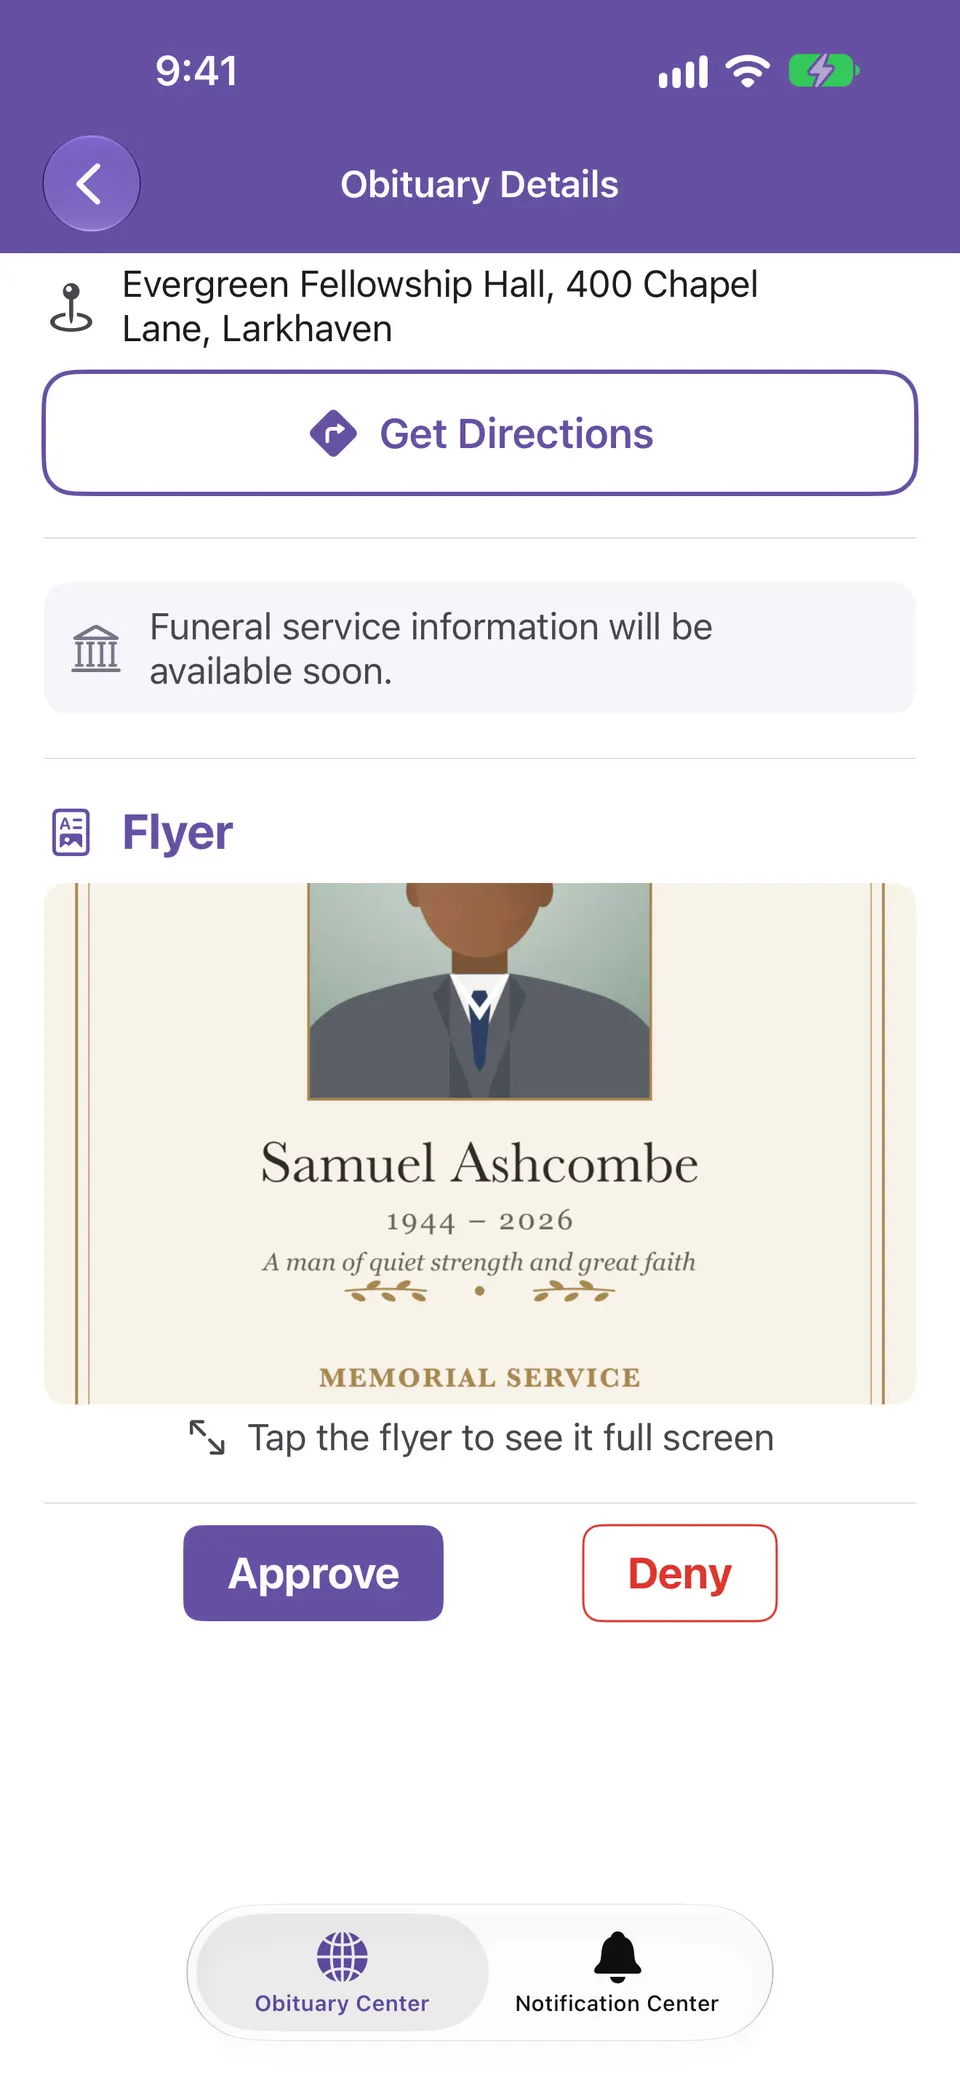 9:41
Obituary Details
Evergreen Fellowship Hall, 400 Chapel
Lane, Larkhaven
Get Directions
Funeral service information will be
available soon.
Flyer
Samuel Ashcombe
1944 – 2026
A man of quiet strength and great faith
MEMORIAL SERVICE
Tap the flyer to see it full screen
Approve
Deny
Obituary Center
Notification Center